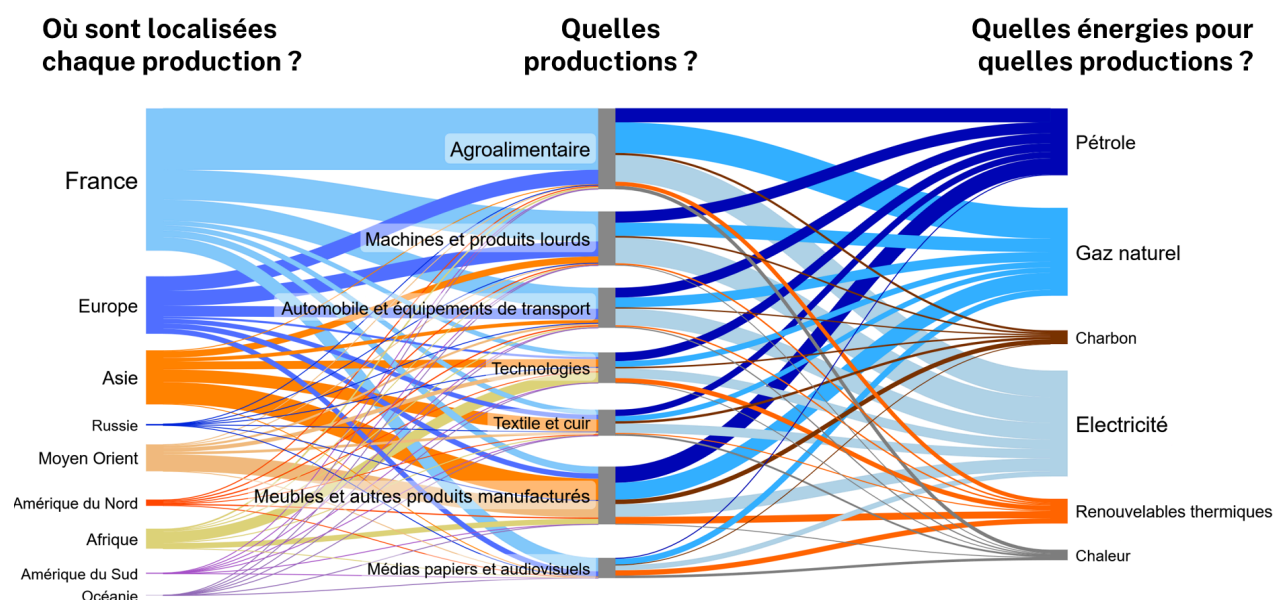 Où sont localisées
chaque production ?
Quelles
productions ?
Quelles énergies pour
quelles productions ?
France
Europe
Asie
Russie
Moyen Orient
Amérique du Nord
Afrique
Amérique du Sud
Océanie
Agroalimentaire
Machines et produits lourds
Automobile et équipements de transport
Technologies
Textile et cuir
Meubles et autres produits manufacturés
Médias papiers et audiovisuels
Pétrole
Gaz naturel
Charbon
Electricité
Renouvelables thermiques
Chaleur